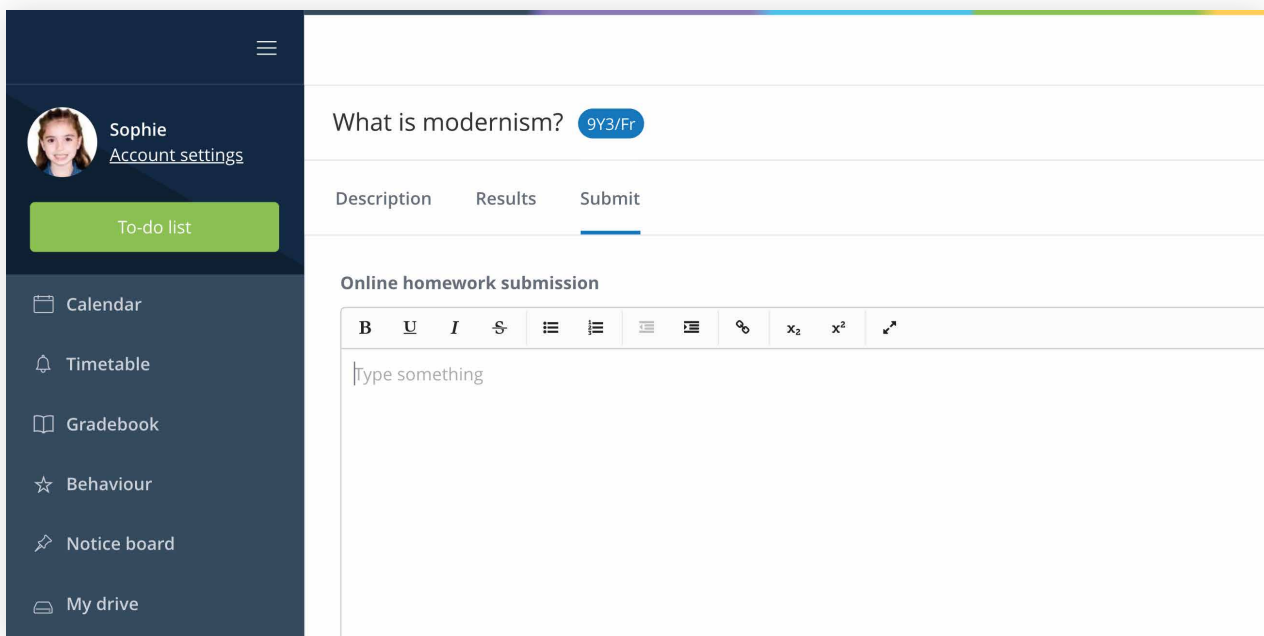 Sophie
Account settings
To-do list
Calendar
Timetable
Gradebook
Behaviour
Notice board
My drive
What is modernism? 9Y3/Fr
Description Results Submit
Online homework submission
B U I S x₂ x²
Type something